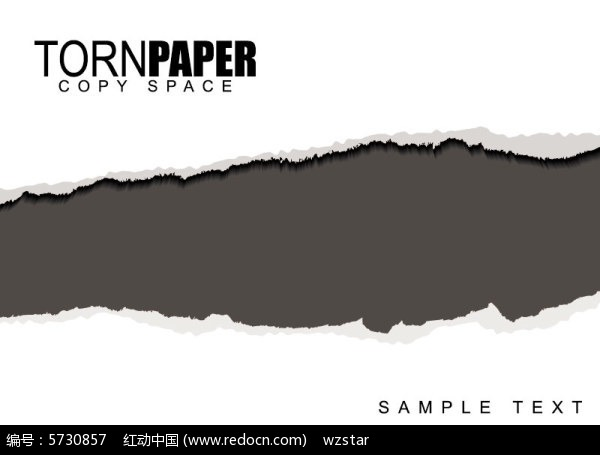 TORNPAPER
COPY SPACE
SAMPLE TEXT
编号：5730857 红动中国 (www.redocn.com) wzstar